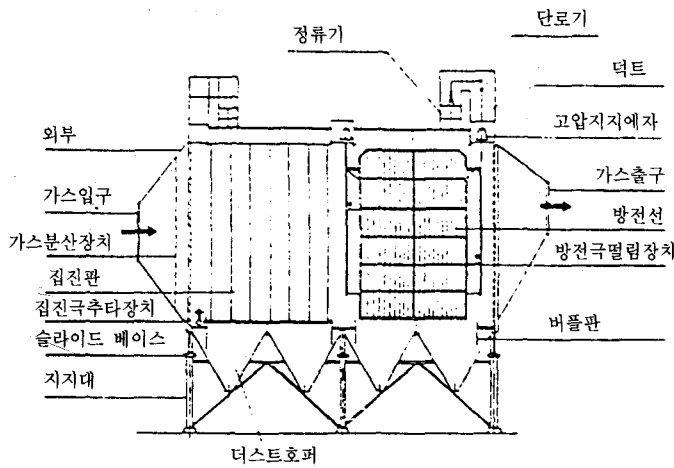 정류기
단로기
덕트
고압지지에자
외부
가스입구
가스분산장치
집진판
집진극추타장치
슬라이드 베이스
지지대
가스출구
방전선
방전극떨림장치
버플판
더스트호퍼